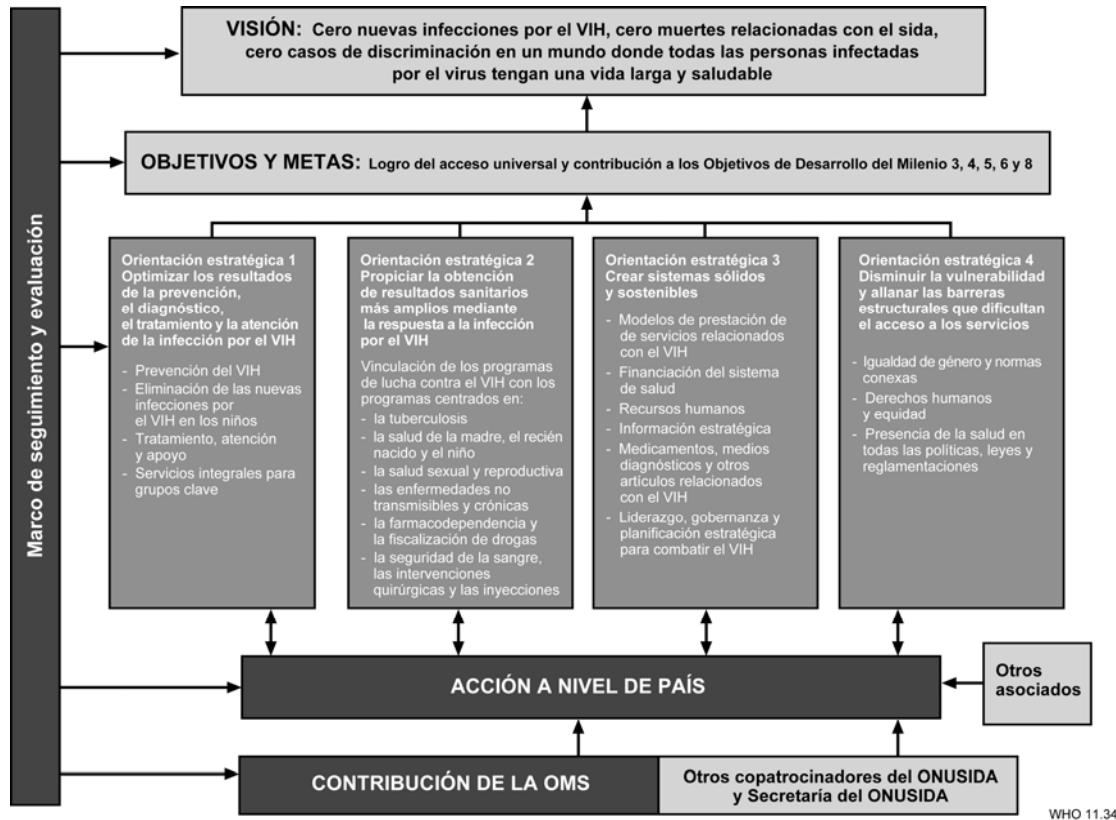 VISIÓN: Cero nuevas infecciones por el VIH, cero muertes relacionadas con el sida,
cero casos de discriminación en un mundo donde todas las personas infectadas
por el virus tengan una vida larga y saludable
OBJETIVOS Y METAS: Logro del acceso universal y contribución a los Objetivos de Desarrollo del Milenio 3, 4, 5, 6 y 8
Marco de seguimiento y evaluación
Orientación estratégica 1
Optimizar los resultados
de la prevención,
el diagnóstico,
el tratamiento y la atención
de la infección por el VIH
- Prevención del VIH
- Eliminación de las nuevas
infecciones por
el VIH en los niños
- Tratamiento, atención
y apoyo
- Servicios integrales para
grupos clave
Orientación estratégica 2
Propiciar la obtención
de resultados sanitarios
más amplios mediante
la respuesta a la infección
por el VIH
Vinculación de los programas
de lucha contra el VIH con los
programas centrados en:
- la tuberculosis
- la salud de la madre, el recién
nacido y el niño
- la salud sexual y reproductiva
- las enfermedades no
transmisibles y crónicas
- la farmacodependencia y
la fiscalización de drogas
- la seguridad de la sangre,
las intervenciones
quirúrgicas y las inyecciones
Orientación estratégica 3
Crear sistemas sólidos
y sostenibles
- Modelos de prestación de
de servicios relacionados
con el VIH
- Financiación del sistema
de salud
- Recursos humanos
- Información estratégica
- Medicamentos, medios
diagnósticos y otros
artículos relacionados
con el VIH
- Liderazgo, gobernanza y
planificación estratégica
para combatir el VIH
Orientación estratégica 4
Disminuir la vulnerabilidad
y allanar las barreras
estructurales que dificultan
el acceso a los servicios
- Igualdad de género y normas
conexas
- Derechos humanos
y equidad
- Presencia de la salud en
todas las políticas, leyes y
reglamentaciones
ACCIÓN A NIVEL DE PAÍS
Otros
asociados
CONTRIBUCIÓN DE LA OMS
Otros copatrocinadores del ONUSIDA
y Secretaría del ONUSIDA
WHO 11.34